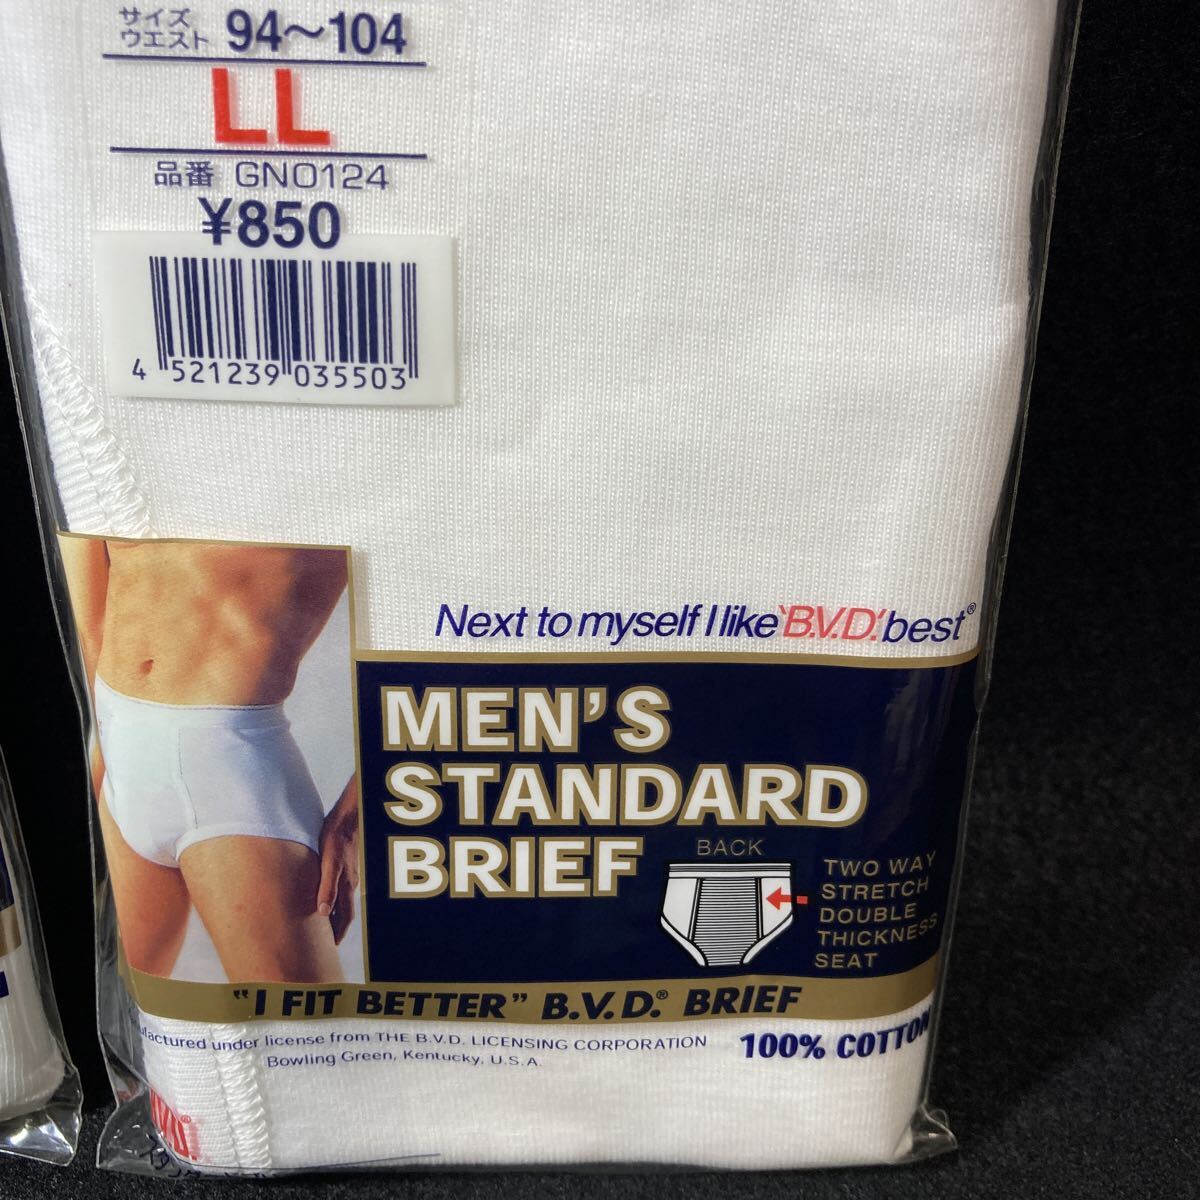 サイズ
ウエスト 94〜104
LL
品番 GN0124
¥850
4 521239 035503
Next to myself I like 'B.V.D.' best®
MEN'S
STANDARD
BRIEF
BACK
TWO WAY
STRETCH
DOUBLE
THICKNESS
SEAT
"I FIT BETTER" B.V.D.® BRIEF
under license from THE B.V.D. LICENSING CORPORATION
Bowling Green, Kentucky, U.S.A.
100% COTTON